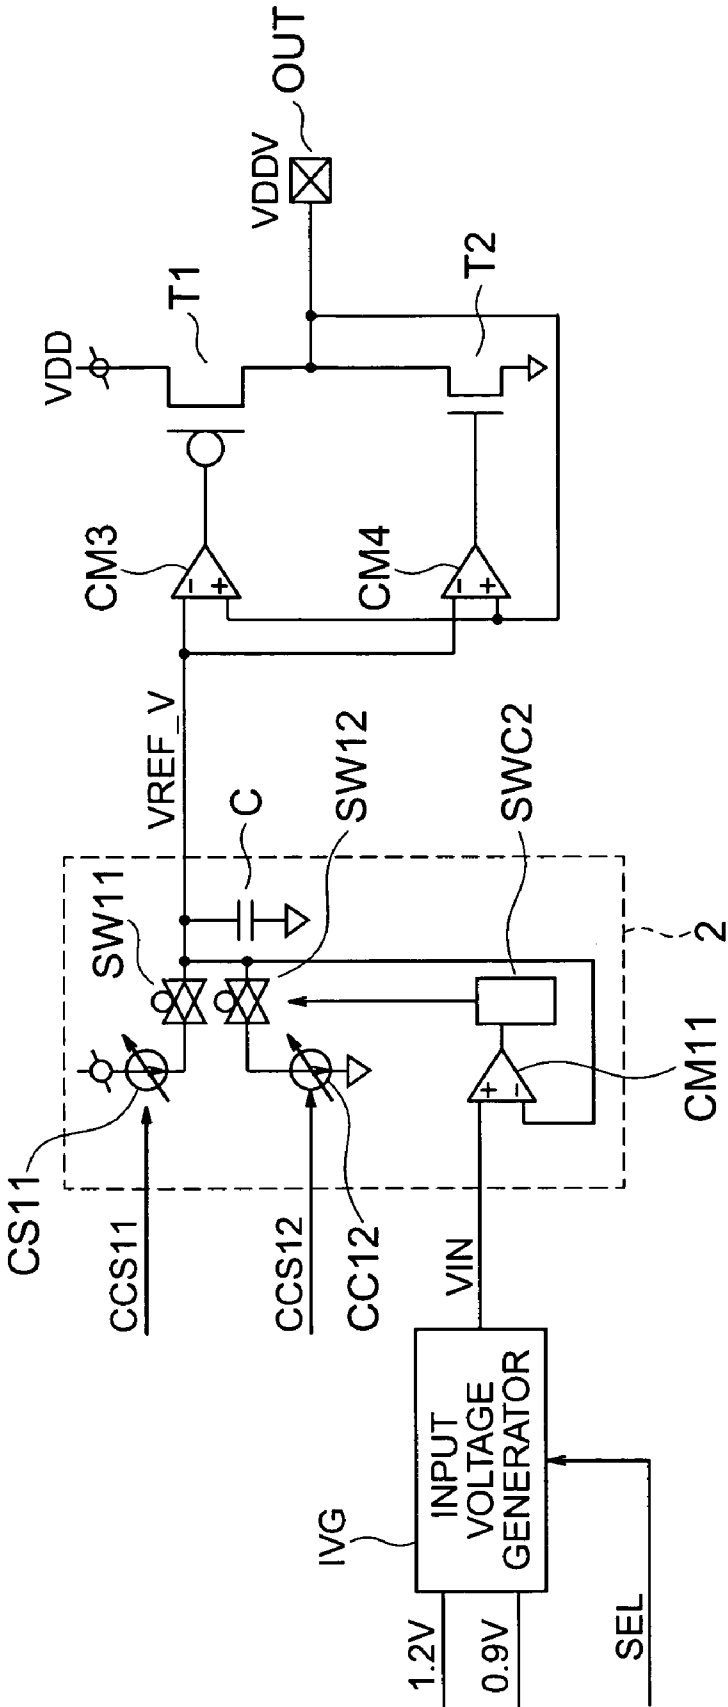 1.2V
0.9V
SEL
IVG
INPUT
VOLTAGE
GENERATOR
VIN
CCS11
CCS12
CS11
CC12
SW11
SW12
C
+
−
CM11
SWC2
2
VREF_V
CM3
−
+
CM4
−
+
VDD
T1
T2
VDDV
OUT